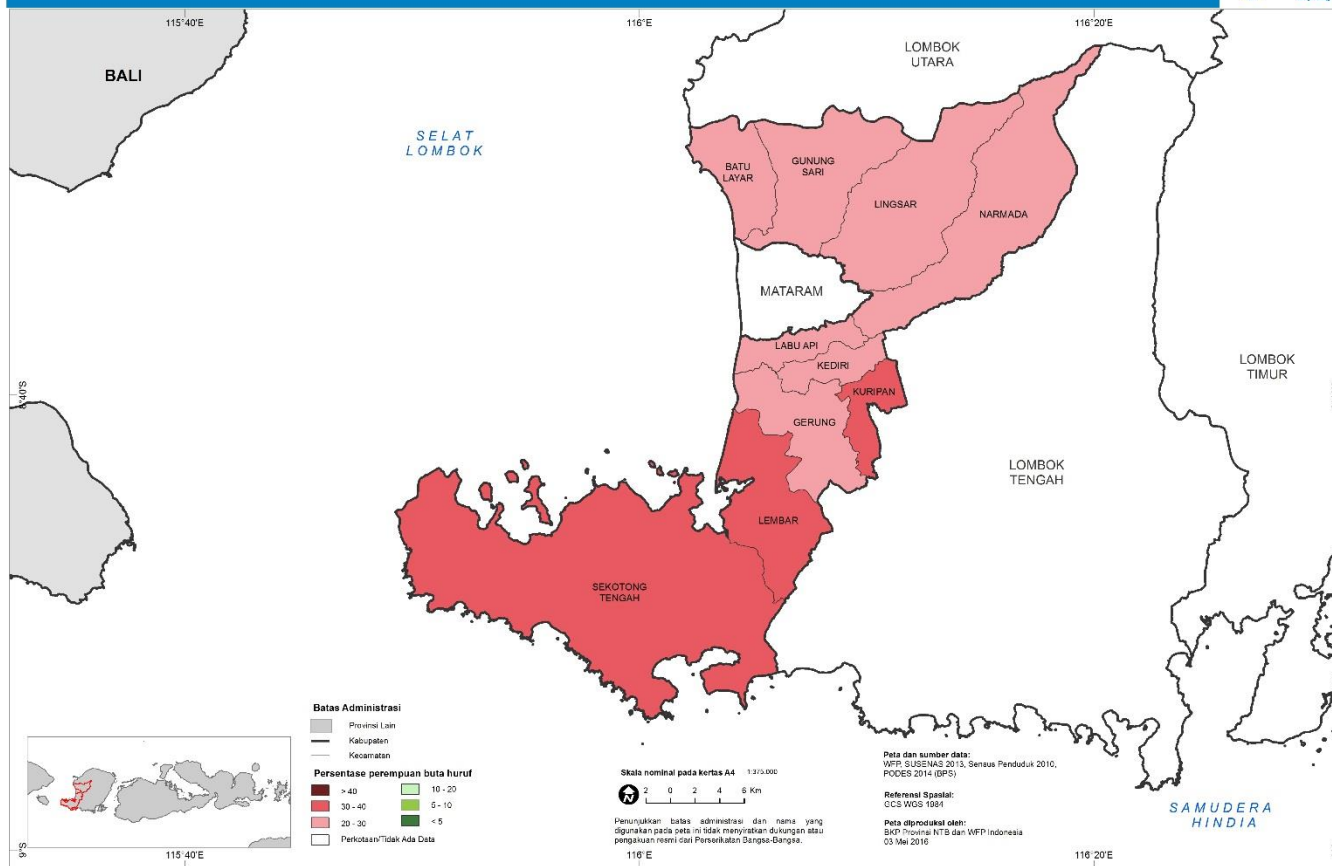 115°40'E
116°E
116°20'E
BALI
LOMBOK
UTARA
SELAT
LOMBOK
BATU
LAYAR
GUNUNG
SARI
LINGSAR
NARMADA
MATARAM
LABU API
KEDIRI
KURIPAN
LOMBOK
TIMUR
8°40'S
GERUNG
LOMBOK
TENGAH
LEMBAR
SEKOTONG
TENGAH
Batas Administrasi
Provinsi Lain
Kabupaten
Kecamatan
Persentase perempuan buta huruf
> 40
30 - 40
20 - 30
10 - 20
5 - 10
< 5
Perkotaan/Tidak Ada Data
Skala nominal pada kertas A4 1:375.000
2 0 2 4 6 Km
Penunjukkan batas administrasi dan nama yang
digunakan pada peta ini tidak menyiratkan dukungan atau
pengakuan resmi dari Perserikatan Bangsa-Bangsa.
Peta dan sumber data:
WFP, SUSENAS 2013, Sensus Penduduk 2010,
PODES 2014 (BPS)
Referensi Spasial:
GCS WGS 1984
Peta diproduksi oleh:
BKP Provinsi NTB dan WFP Indonesia
03 Mei 2016
SAMUDERA
HINDIA
9°S
115°40'E
116°E
116°20'E